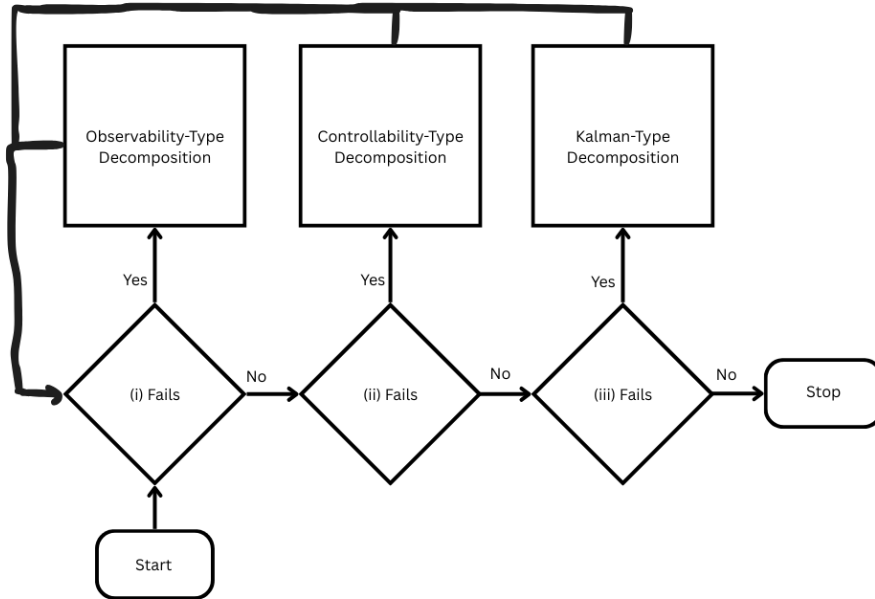 Observability-Type
Decomposition
Controllability-Type
Decomposition
Kalman-Type
Decomposition
Yes
Yes
Yes
(i) Fails
No
(ii) Fails
No
(iii) Fails
No
Stop
Start